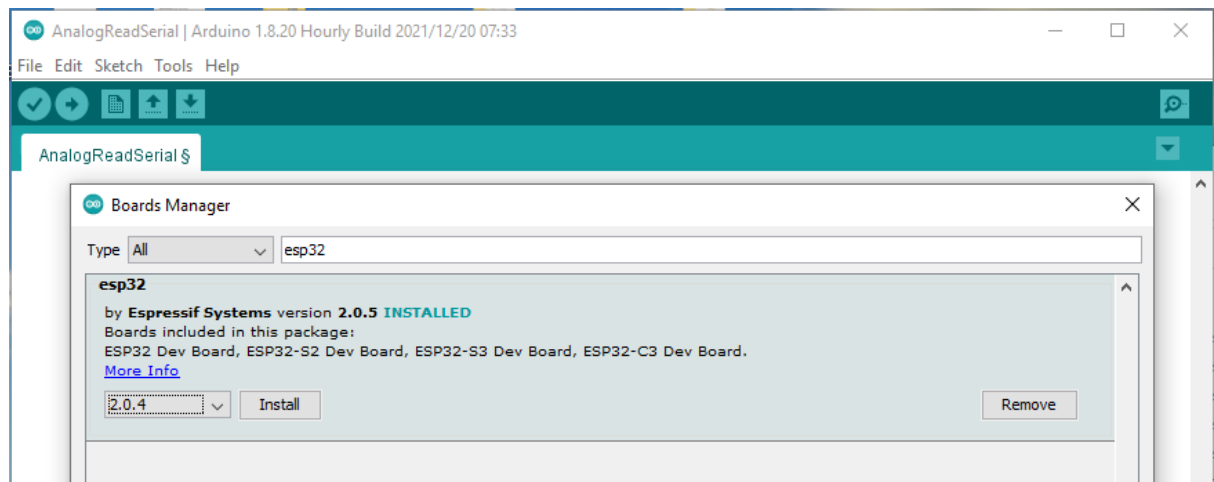 AnalogReadSerial | Arduino 1.8.20 Hourly Build 2021/12/20 07:33
File Edit Sketch Tools Help
AnalogReadSerial §
Boards Manager
Type All esp32
esp32
by Espressif Systems version 2.0.5 INSTALLED
Boards included in this package:
ESP32 Dev Board, ESP32-S2 Dev Board, ESP32-S3 Dev Board, ESP32-C3 Dev Board.
More Info
2.0.4 Install Remove